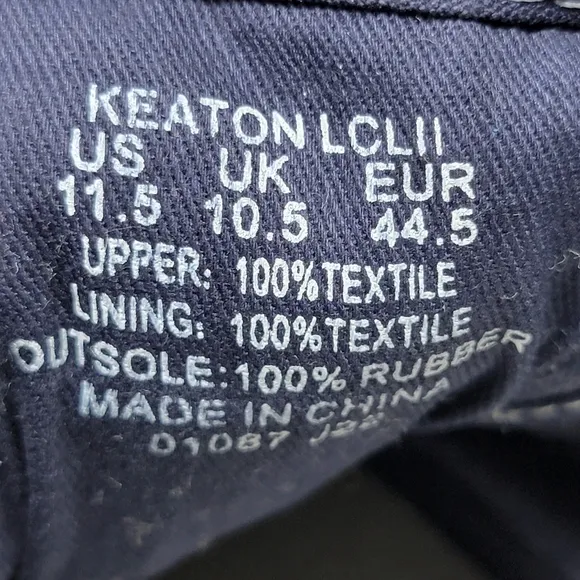 KEATON LCLII
US UK EUR
11.5 10.5 44.5
UPPER: 100%TEXTILE
LINING: 100%TEXTILE
OUTSOLE: 100% RUBBER
MADE IN CHINA
01087